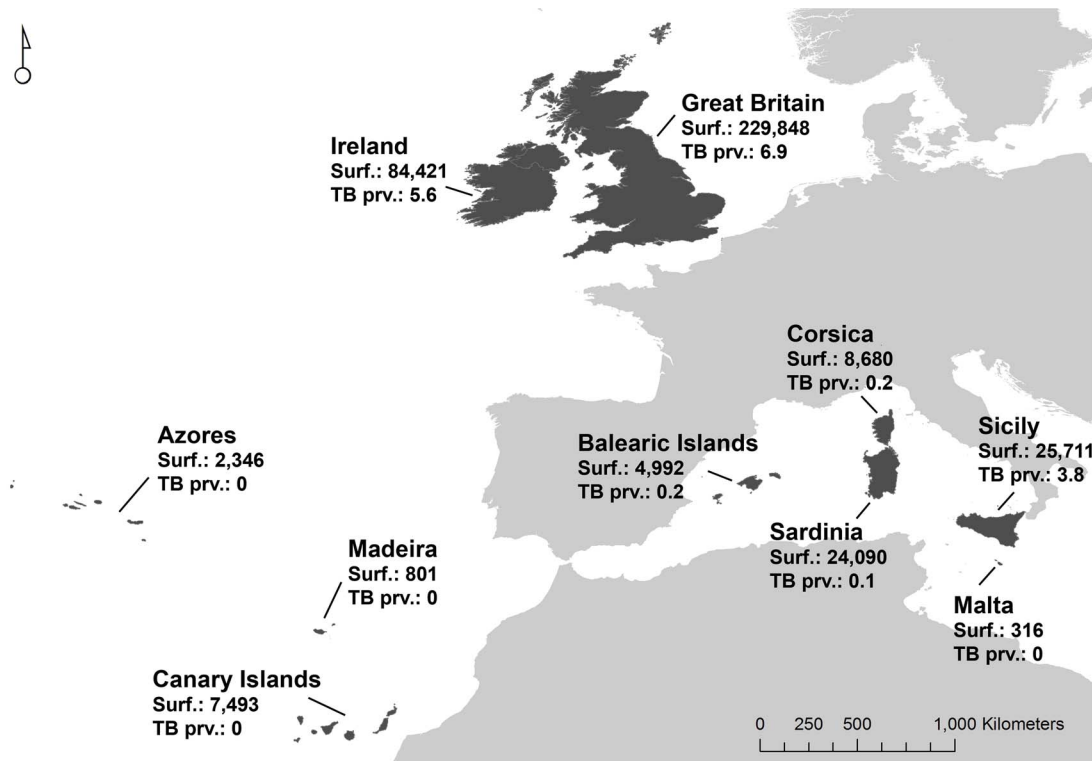 Great Britain
Surf.: 229,848
TB prv.: 6.9
Ireland
Surf.: 84,421
TB prv.: 5.6
Corsica
Surf.: 8,680
TB prv.: 0.2
Sicily
Surf.: 25,711
TB prv.: 3.8
Azores
Surf.: 2,346
TB prv.: 0
Balearic Islands
Surf.: 4,992
TB prv.: 0.2
Sardinia
Surf.: 24,090
TB prv.: 0.1
Madeira
Surf.: 801
TB prv.: 0
Malta
Surf.: 316
TB prv.: 0
Canary Islands
Surf.: 7,493
TB prv.: 0
0 250 500 1,000 Kilometers